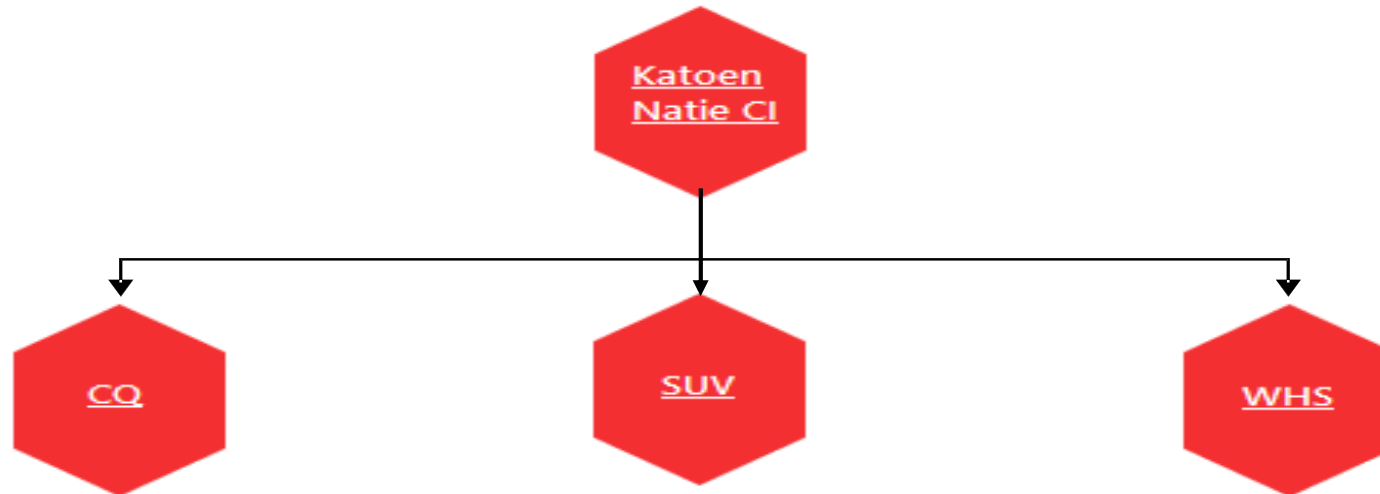 Katoen
Natie CI
CQ
SUV
WHS